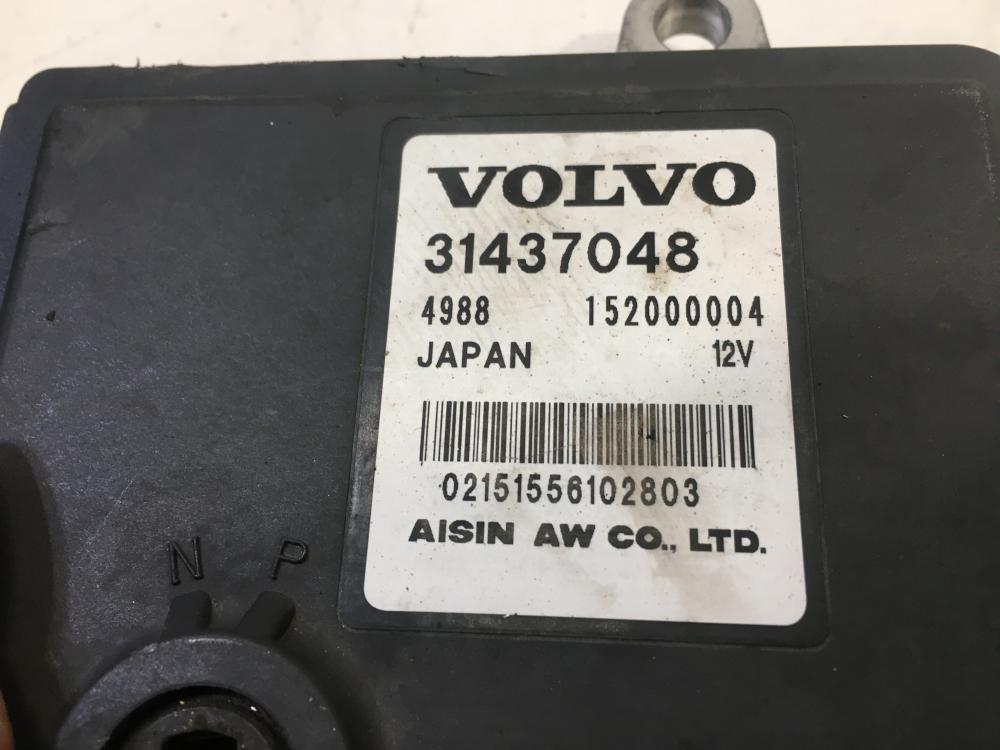 VOLVO
31437048
4988 152000004
JAPAN 12V
02151556102803
AISIN AW CO., LTD.
N P